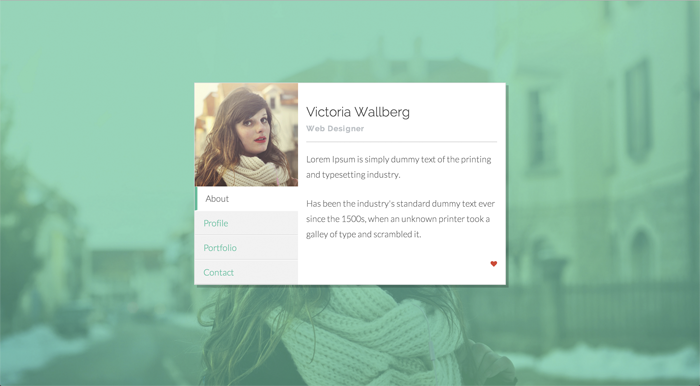 Victoria Wallberg
Web Designer
Lorem Ipsum is simply dummy text of the printing
and typesetting industry.
Has been the industry's standard dummy text ever
since the 1500s, when an unknown printer took a
galley of type and scrambled it.
About
Profile
Portfolio
Contact